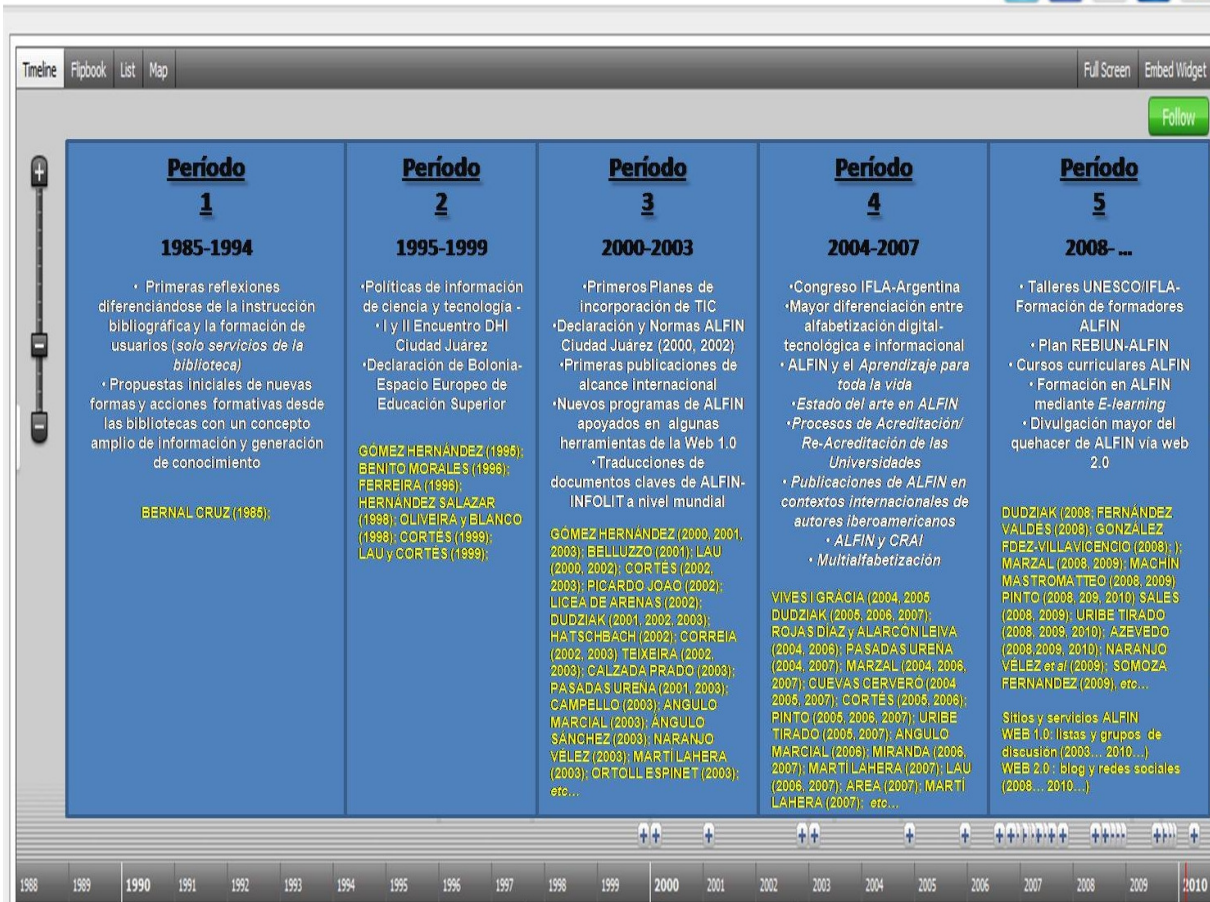 Timeline Flipbook List Map Full Screen Embed Widget
Follow
Período
1
1985-1994
• Primeras reflexiones
diferenciándose de la instrucción
bibliográfica y la formación de
usuarios (solo servicios de la
biblioteca)
• Propuestas iniciales de nuevas
formas y acciones formativas desde
las bibliotecas con un concepto
amplio de información y generación
de conocimiento
BERNAL CRUZ (1985);
Período
2
1995-1999
•Políticas de información
de ciencia y tecnología -
• I y II Encuentro DHI
Ciudad Juárez
•Declaración de Bolonia-
Espacio Europeo de
Educación Superior
GÓMEZ HERNÁNDEZ (1995);
BENITO MORALES (1996);
FERREIRA (1996);
HERNÁNDEZ SALAZAR
(1998); OLIVEIRA y BLANCO
(1998); CORTÉS (1999);
LAU y CORTÉS (1999);
Período
3
2000-2003
•Primeros Planes de
incorporación de TIC
•Declaración y Normas ALFIN
Ciudad Juárez (2000, 2002)
•Primeras publicaciones de
alcance internacional
•Nuevos programas de ALFIN
apoyados en algunas
herramientas de la Web 1.0
•Traducciones de
documentos claves de ALFIN-
INFOLIT a nivel mundial
GÓMEZ HERNÁNDEZ (2000, 2001,
2003); BELLUZZO (2001); LAU
(2000, 2002); CORTÉS (2002,
2003); PICARDO JOAO (2002);
LICEA DE ARENAS (2002);
DUDZIAK (2001, 2002, 2003);
HATSCHBACH (2002); CORREIA
(2002, 2003) TEIXEIRA (2002,
2003); CALZADA PRADO (2003);
PASADAS UREÑA (2001, 2003);
CAMPELLO (2003); ANGULO
MARCIAL (2003); ÁNGULO
SÁNCHEZ (2003); NARANJO
VÉLEZ (2003); MARTÍ LAHERA
(2003); ORTOLL ESPINET (2003);
etc...
Período
4
2004-2007
•Congreso IFLA-Argentina
•Mayor diferenciación entre
alfabetización digital-
tecnológica e informacional
• ALFIN y el Aprendizaje para
toda la vida
•Estado del arte en ALFIN
•Procesos de Acreditación/
Re-Acreditación de las
Universidades
• Publicaciones de ALFIN en
contextos internacionales de
autores iberoamericanos
• ALFIN y CRAI
• Multialfabetización
VIVES I GRÀCIA (2004, 2005
DUDZIAK (2005, 2006, 2007);
ROJAS DÍAZ y ALARCÓN LEIVA
(2004, 2006); PASADAS UREÑA
(2004, 2007); MARZAL (2004, 2006,
2007); CUEVAS CERVERÓ (2004
2005, 2007); CORTÉS (2005, 2006);
PINTO (2005, 2006, 2007); URIBE
TIRADO (2005, 2007); ANGULO
MARCIAL (2006); MIRANDA (2006,
2007); MARTÍ LAHERA (2007); LAU
(2006, 2007); AREA (2007); MARTÍ
LAHERA (2007); etc...
Período
5
2008- ...
• Talleres UNESCO/IFLA-
Formación de formadores
ALFIN
• Plan REBIUN-ALFIN
• Cursos curriculares ALFIN
• Formación en ALFIN
mediante E-learning
• Divulgación mayor del
quehacer de ALFIN vía web
2.0
DUDZIAK (2008; FERNÁNDEZ
VALDÉS (2008); GONZÁLEZ
FDEZ-VILLAVICENCIO (2008); );
MARZAL (2008, 2009); MACHÍN
MASTROMATTEO (2008, 2009)
PINTO (2008, 209, 2010) SALES
(2008, 2009); URIBE TIRADO
(2008, 2009, 2010); AZEVEDO
(2008,2009, 2010); NARANJO
VÉLEZ et al (2009); SOMOZA
FERNANDEZ (2009), etc...
Sitios y servicios ALFIN
WEB 1.0: listas y grupos de
discusión (2003... 2010...)
WEB 2.0 : blog y redes sociales
(2008... 2010...)
1988 1989 1990 1991 1992 1993 1994 1995 1996 1997 1998 1999 2000 2001 2002 2003 2004 2005 2006 2007 2008 2009 2010